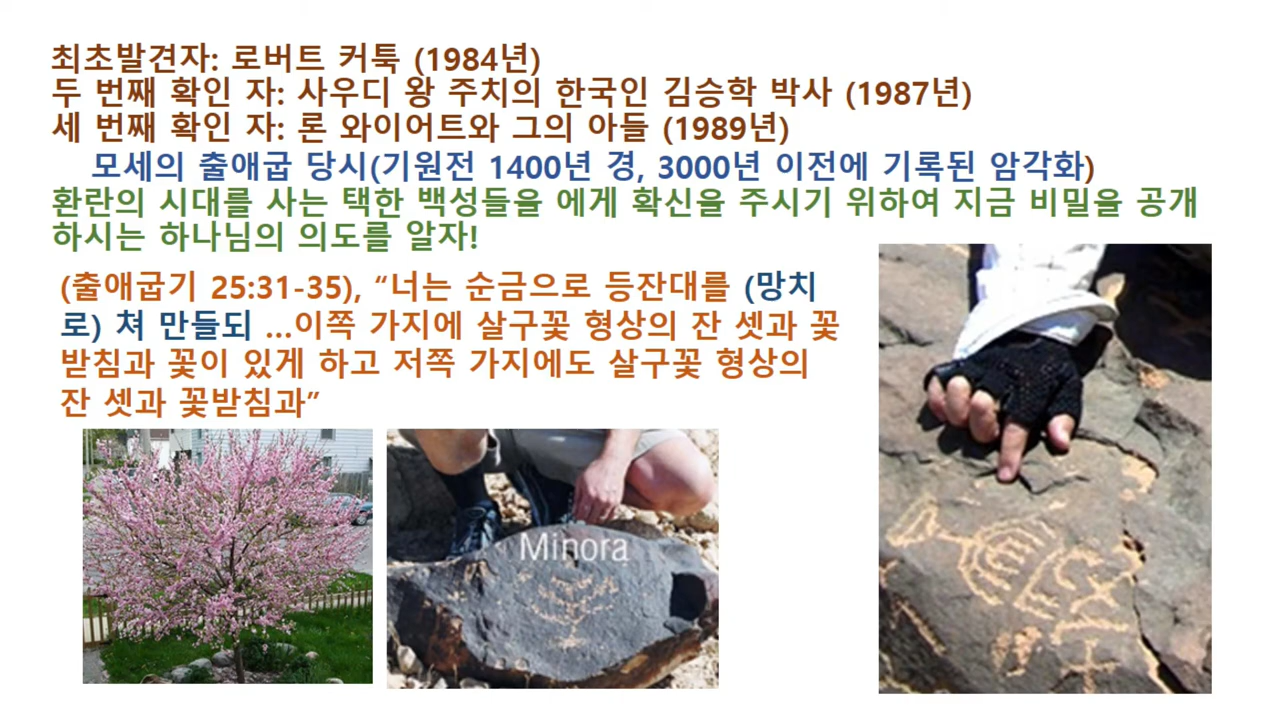 최초발견자: 로버트 커툭 (1984년)
두 번째 확인 자: 사우디 왕 주치의 한국인 김승학 박사 (1987년)
세 번째 확인 자: 론 와이어트와 그의 아들 (1989년)
모세의 출애굽 당시(기원전 1400년 경, 3000년 이전에 기록된 암각화)
환란의 시대를 사는 택한 백성들을 에게 확신을 주시기 위하여 지금 비밀을 공개
하시는 하나님의 의도를 알자!
(출애굽기 25:31-35), “너는 순금으로 등잔대를 (망치
로) 쳐 만들되 ...이쪽 가지에 살구꽃 형상의 잔 셋과 꽃
받침과 꽃이 있게 하고 저쪽 가지에도 살구꽃 형상의
잔 셋과 꽃받침과”
Minora